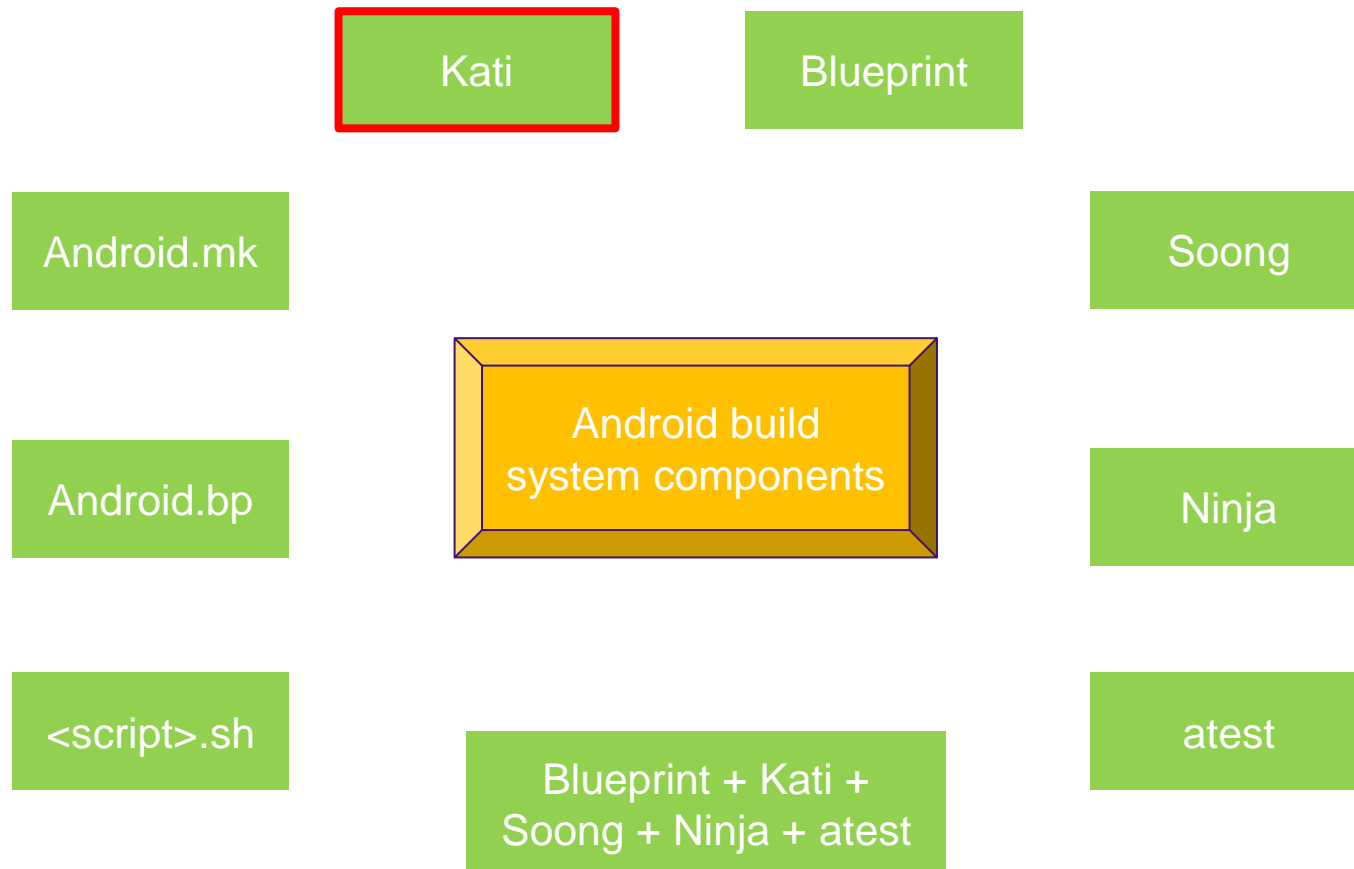 Kati
Blueprint
Android.mk
Soong
Android build
system components
Android.bp
Ninja
<script>.sh
atest
Blueprint + Kati +
Soong + Ninja + atest